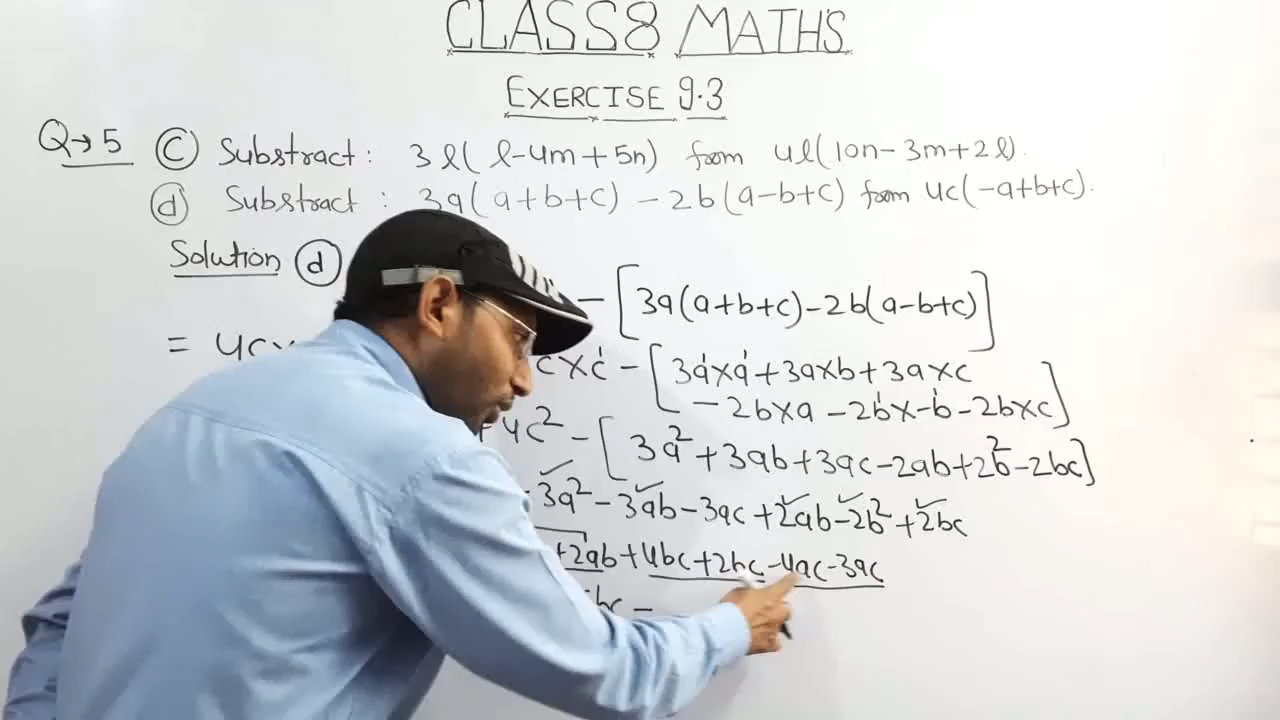 CLASS8 MATHS
EXERCISE 9.3
Q→5 (C) Substract: 3l(l-4m+5n) from 4l(10n-3m+2l).
(d) Substract : 3a(a+b+c) -2b(a-b+c) from 4c(-a+b+c).
Solution (d) -[3a(a+b+c)-2b(a-b+c)]
= 4c× c×c -[3a×a+3a×b+3a×c
-2b×a -2b×-b-2b×c]
+4c² -[3a²+3ab+3ac-2ab+2b²-2bc]
-3a²-3ab-3ac+2ab-2b²+2bc
+2ab+4bc+2bc-4ac-3ac
bc -